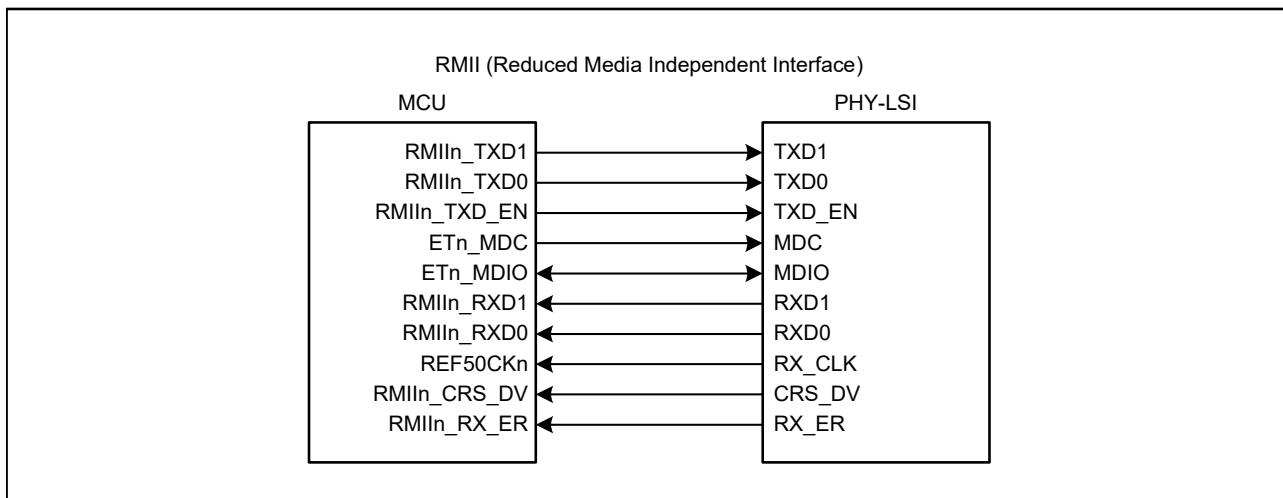 RMII (Reduced Media Independent Interface)
MCU PHY-LSI
RMIIn_TXD1 TXD1
RMIIn_TXD0 TXD0
RMIIn_TXD_EN TXD_EN
ETn_MDC MDC
ETn_MDIO MDIO
RMIIn_RXD1 RXD1
RMIIn_RXD0 RXD0
REF50CKn RX_CLK
RMIIn_CRS_DV CRS_DV
RMIIn_RX_ER RX_ER